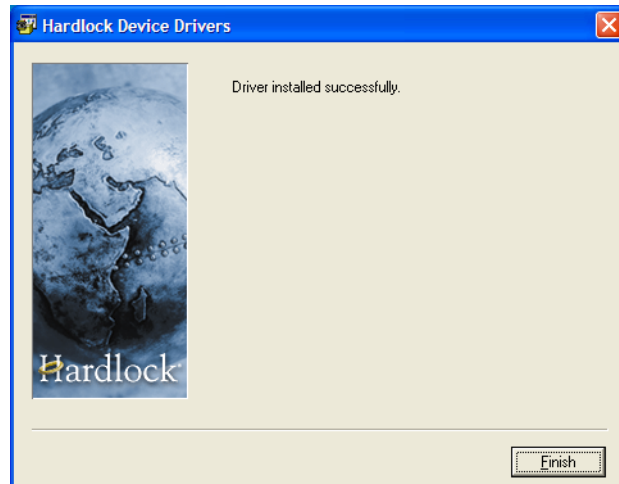 Hardlock Device Drivers
Driver installed successfully.
Hardlock
Finish